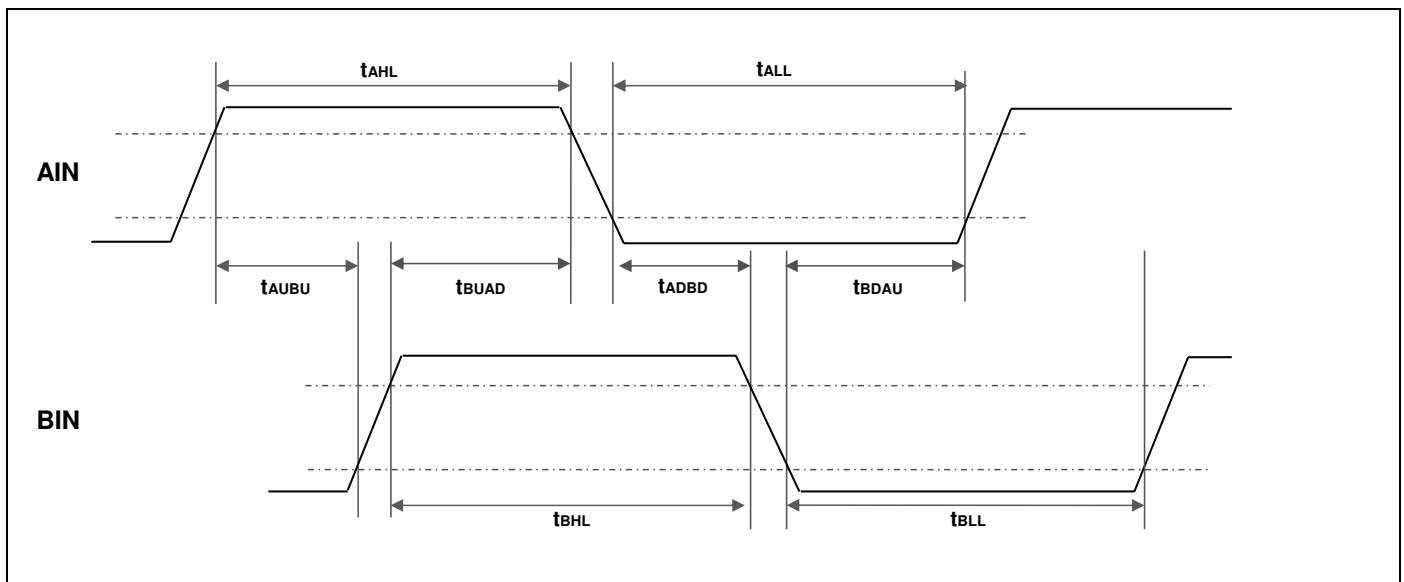 tAHL tALL
AIN
tAUBU tBUAD tADBD tBDAU
BIN
tBHL tBLL